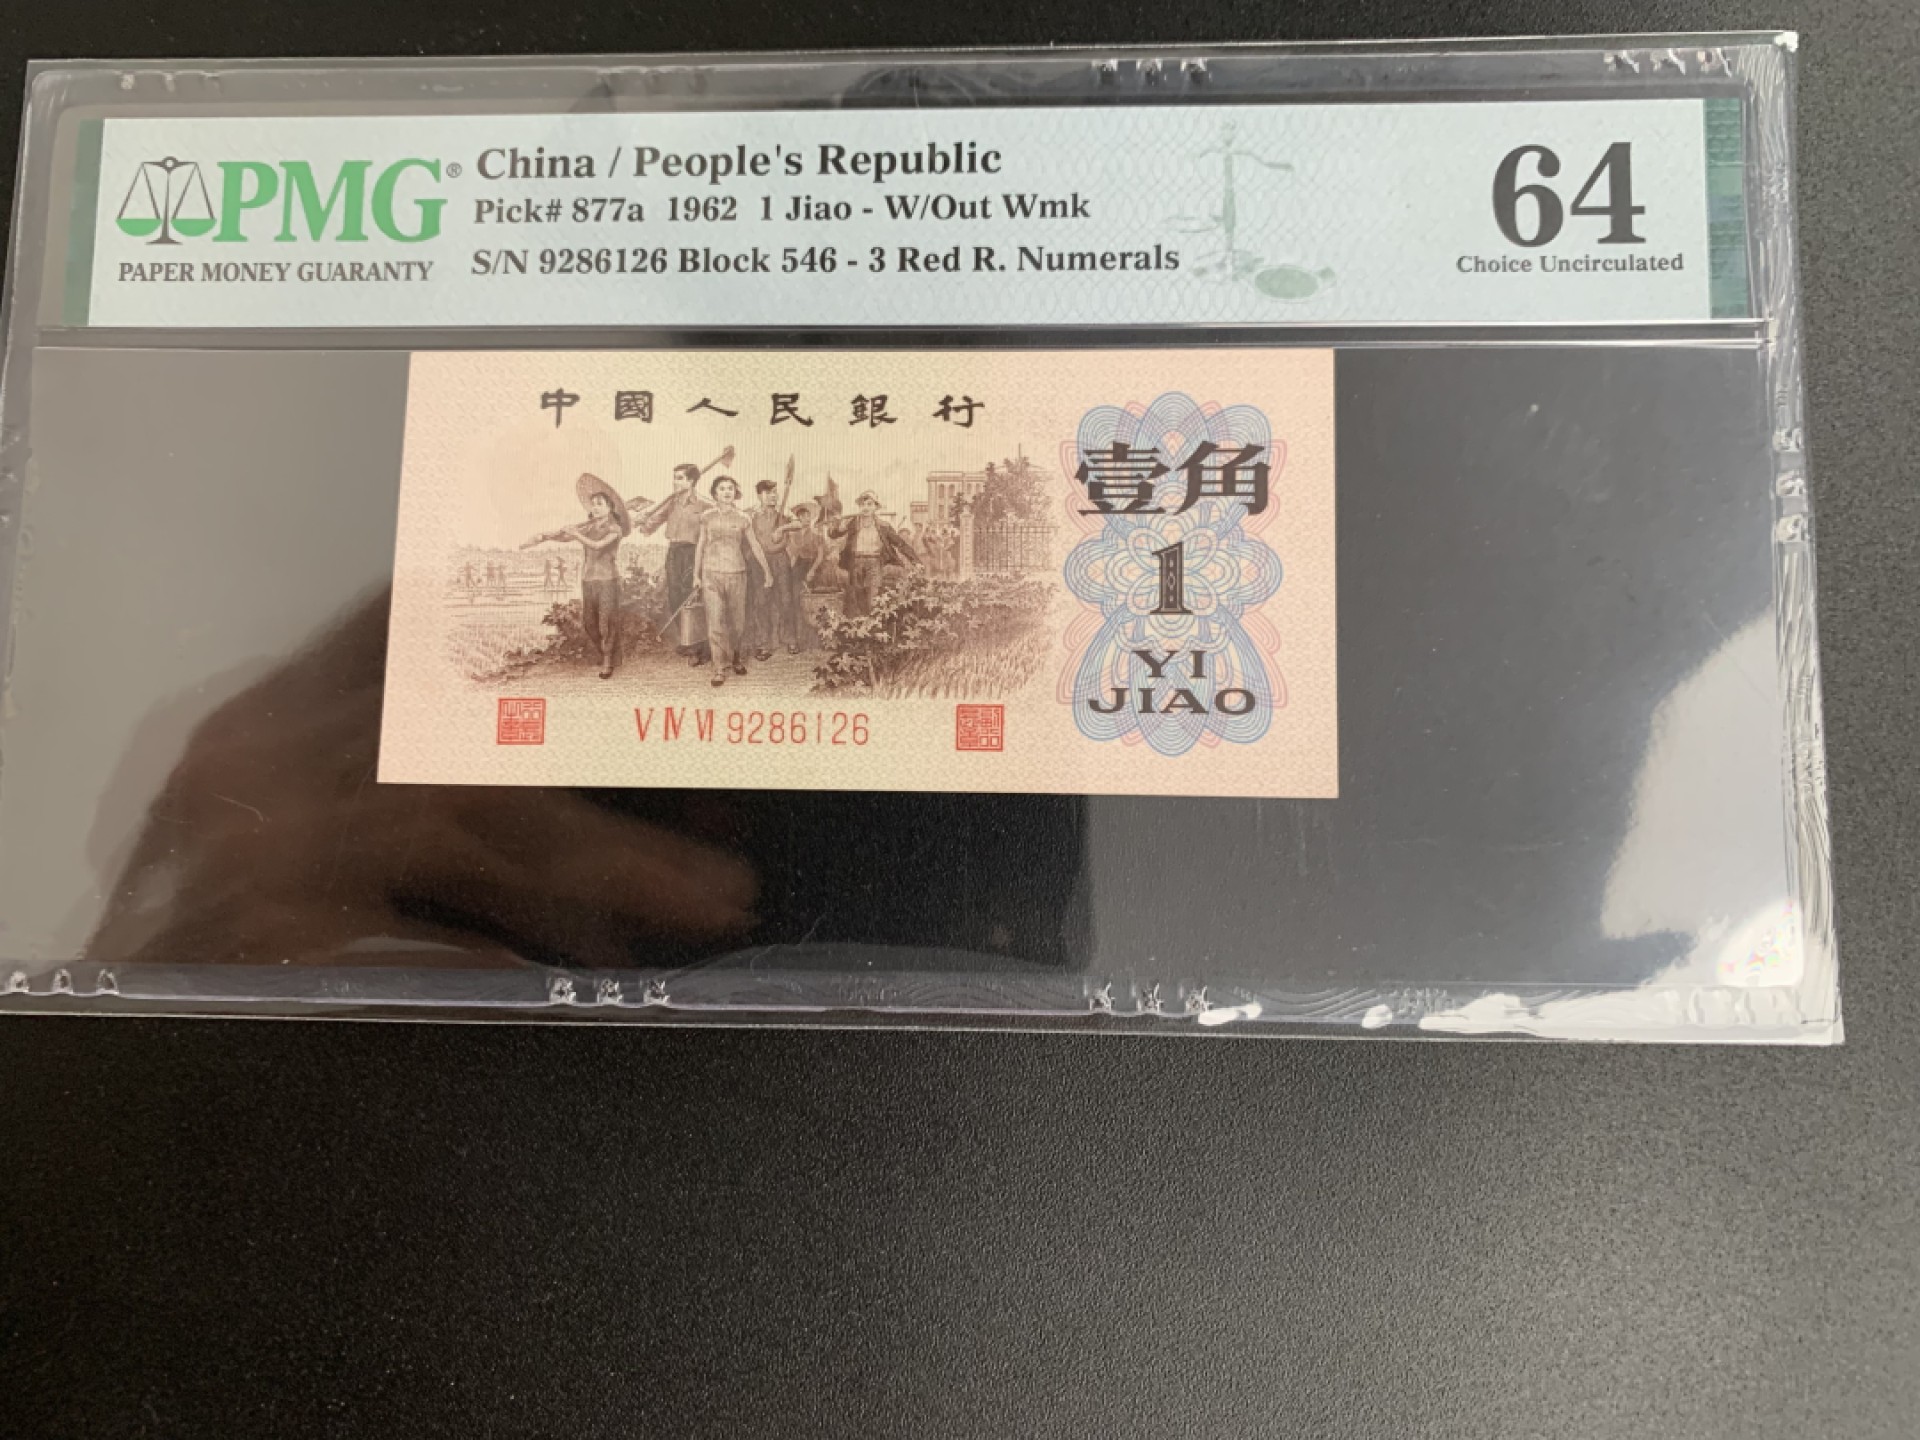 PMG®
PAPER MONEY GUARANTY
China / People's Republic
Pick# 877a 1962 1 Jiao - W/Out Wmk
S/N 9286126 Block 546 - 3 Red R. Numerals
64
Choice Uncirculated
中國人民銀行
壹角
1
YI
JIAO
V IV VI 9286126